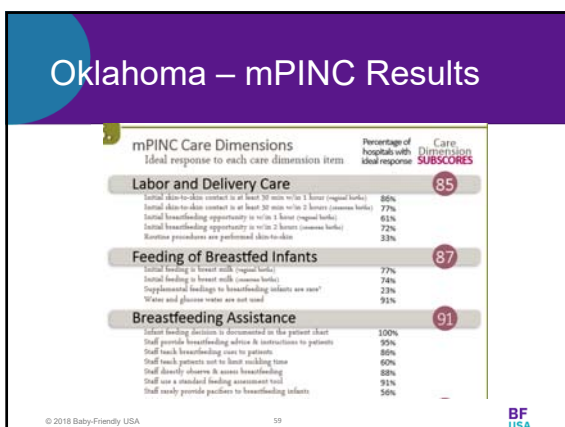 Oklahoma – mPINC Results
mPINC Care Dimensions
Ideal response to each care dimension item
Percentage of
hospitals with
ideal response
Care
Dimension
SUBSCORES
Labor and Delivery Care 85
Initial skin-to-skin contact is at least 30 min w/in 1 hour (vaginal births) 86%
Initial skin-to-skin contact is at least 30 min w/in 2 hours (cesarean births) 77%
Initial breastfeeding opportunity is w/in 1 hour (vaginal births) 61%
Initial breastfeeding opportunity is w/in 2 hours (cesarean births) 72%
Routine procedures are performed skin-to-skin 33%
Feeding of Breastfed Infants 87
Initial feeding is breast milk (vaginal births) 77%
Initial feeding is breast milk (cesarean births) 74%
Supplemental feedings to breastfeeding infants are rare 23%
Water and glucose water are not used 91%
Breastfeeding Assistance 91
Infant feeding decision is documented in the patient chart 100%
Staff provide breastfeeding advice & instructions to patients 95%
Staff teach breastfeeding cues to patients 86%
Staff teach patients not to limit suckling time 60%
Staff directly observe & assess breastfeeding 88%
Staff use a standard feeding assessment tool 91%
Staff rarely provide pacifiers to breastfeeding infants 56%
© 2018 Baby-Friendly USA 59
BF
USA